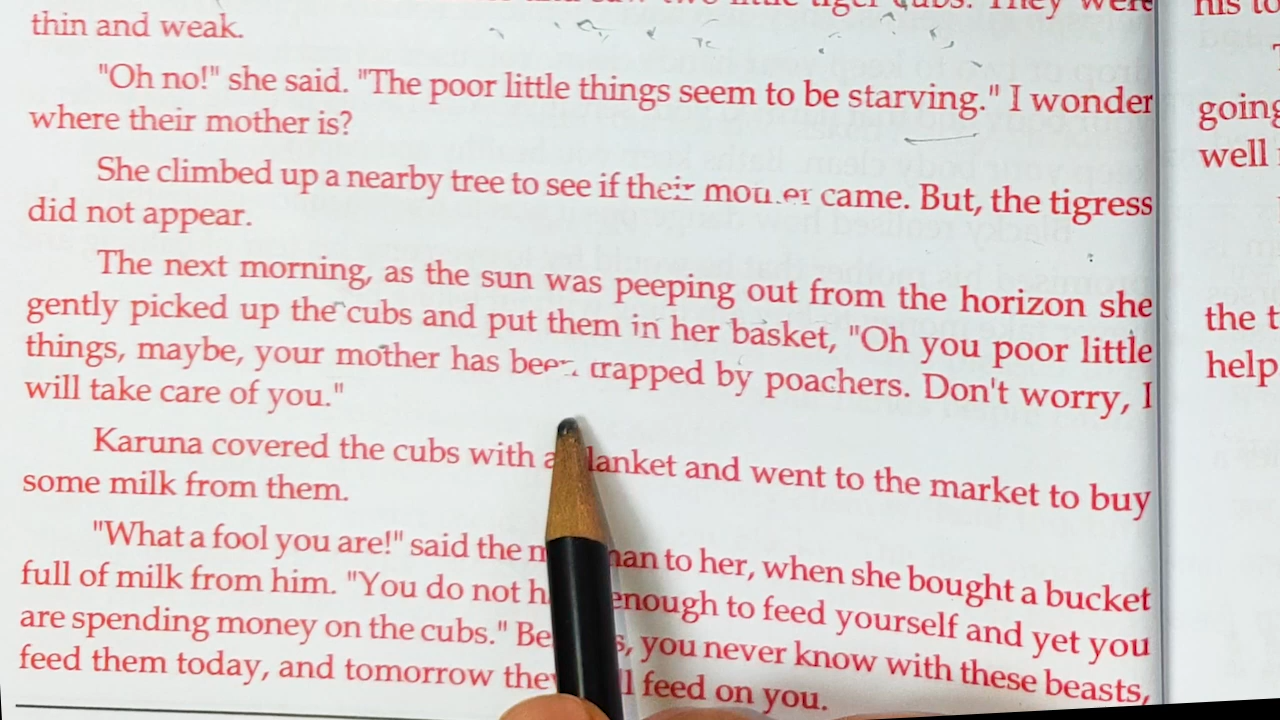 tiger cubs. They were
thin and weak.
"Oh no!" she said. "The poor little things seem to be starving." I wonder
where their mother is?
She climbed up a nearby tree to see if their came. But, the tigress
did not appear.
The next morning, as the sun was peeping out from the horizon she
gently picked up the cubs and put them in her basket, "Oh you poor little
things, maybe, your mother has been trapped by poachers. Don't worry, I
will take care of you."
Karuna covered the cubs with a and went to the market to buy
some milk from them.
"What a fool you are!" said the to her, when she bought a bucket
full of milk from him. "You do not enough to feed yourself and yet you
are spending money on the cubs." you never know with these beasts,
feed them today, and tomorrow feed on you.
going
well
the
help